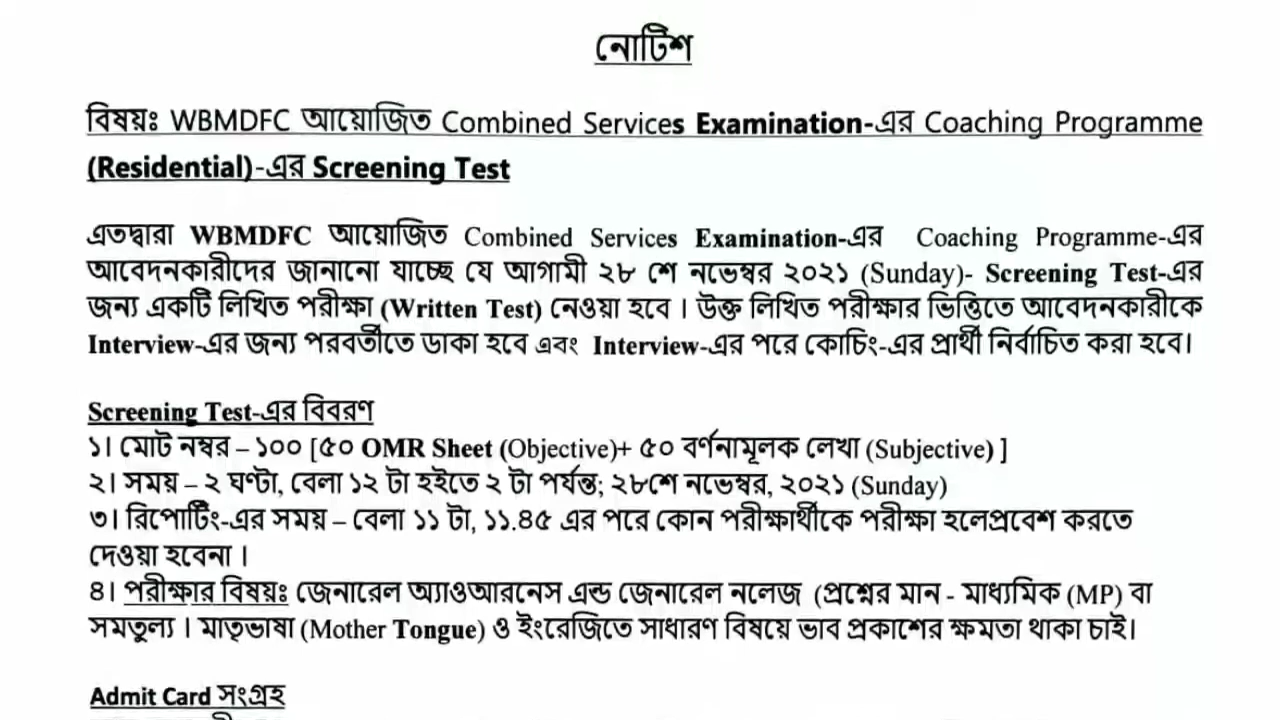 নোটিশ
বিষয়ঃ WBMDFC আয়োজিত Combined Services Examination-এর Coaching Programme
(Residential)-এর Screening Test
এতদ্বারা WBMDFC আয়োজিত Combined Services Examination-এর Coaching Programme-এর
আবেদনকারীদের জানানো যাচ্ছে যে আগামী ২৮ শে নভেম্বর ২০২১ (Sunday)- Screening Test-এর
জন্য একটি লিখিত পরীক্ষা (Written Test) নেওয়া হবে । উক্ত লিখিত পরীক্ষার ভিত্তিতে আবেদনকারীকে
Interview-এর জন্য পরবর্তীতে ডাকা হবে এবং Interview-এর পরে কোচিং-এর প্রার্থী নির্বাচিত করা হবে।
Screening Test-এর বিবরণ
১। মোট নম্বর – ১০০ [৫০ OMR Sheet (Objective)+ ৫০ বর্ণনামূলক লেখা (Subjective) ]
২। সময় – ২ ঘণ্টা, বেলা ১২ টা হইতে ২ টা পর্যন্ত; ২৮শে নভেম্বর, ২০২১ (Sunday)
৩। রিপোর্টিং-এর সময় – বেলা ১১ টা, ১১.৪৫ এর পরে কোন পরীক্ষার্থীকে পরীক্ষা হলেপ্রবেশ করতে
দেওয়া হবেনা ।
৪। পরীক্ষার বিষয়ঃ জেনারেল অ্যাওআরনেস এন্ড জেনারেল নলেজ (প্রশ্নের মান - মাধ্যমিক (MP) বা
সমতুল্য । মাতৃভাষা (Mother Tongue) ও ইংরেজিতে সাধারণ বিষয়ে ভাব প্রকাশের ক্ষমতা থাকা চাই।
Admit Card সংগ্রহ